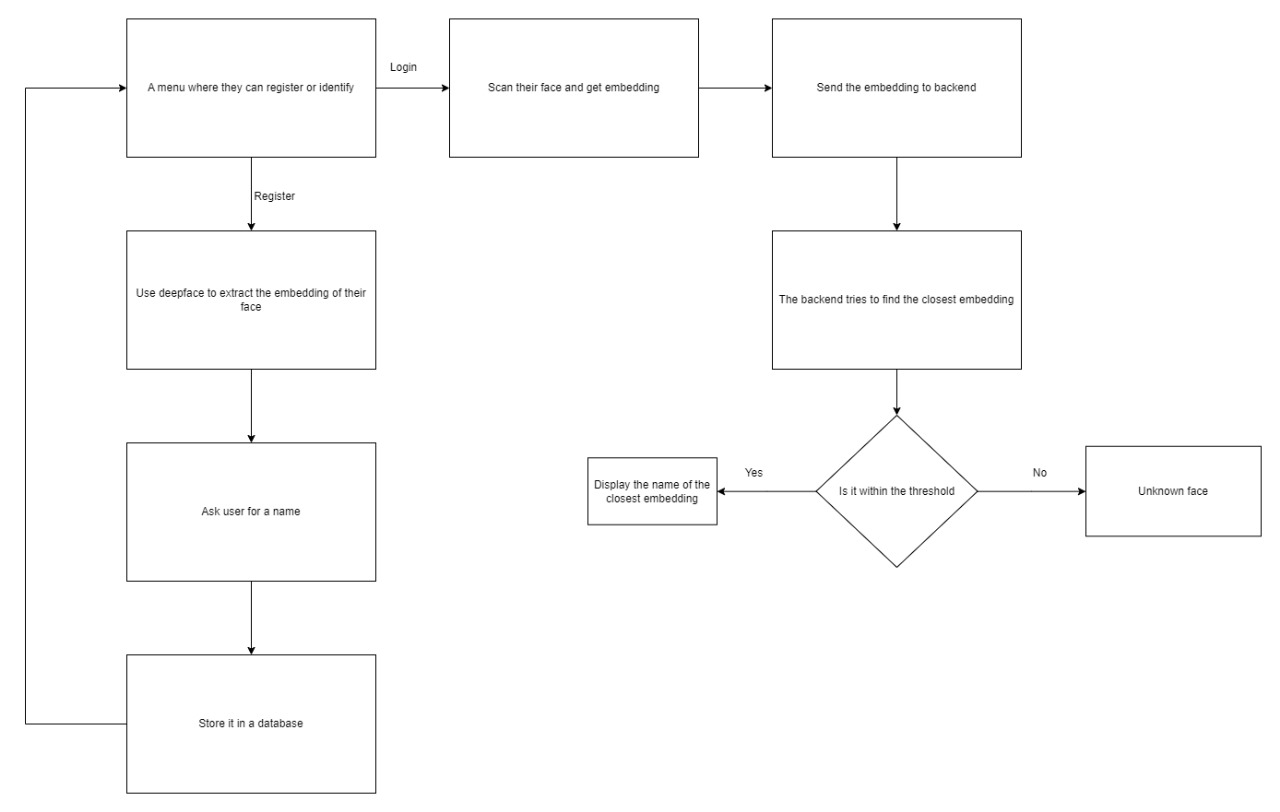 A menu where they can register or identify
Login
Scan their face and get embedding
Send the embedding to backend
Register
Use deepface to extract the embedding of their
face
The backend tries to find the closest embedding
Ask user for a name
Is it within the threshold
Yes
Display the name of the
closest embedding
No
Unknown face
Store it in a database